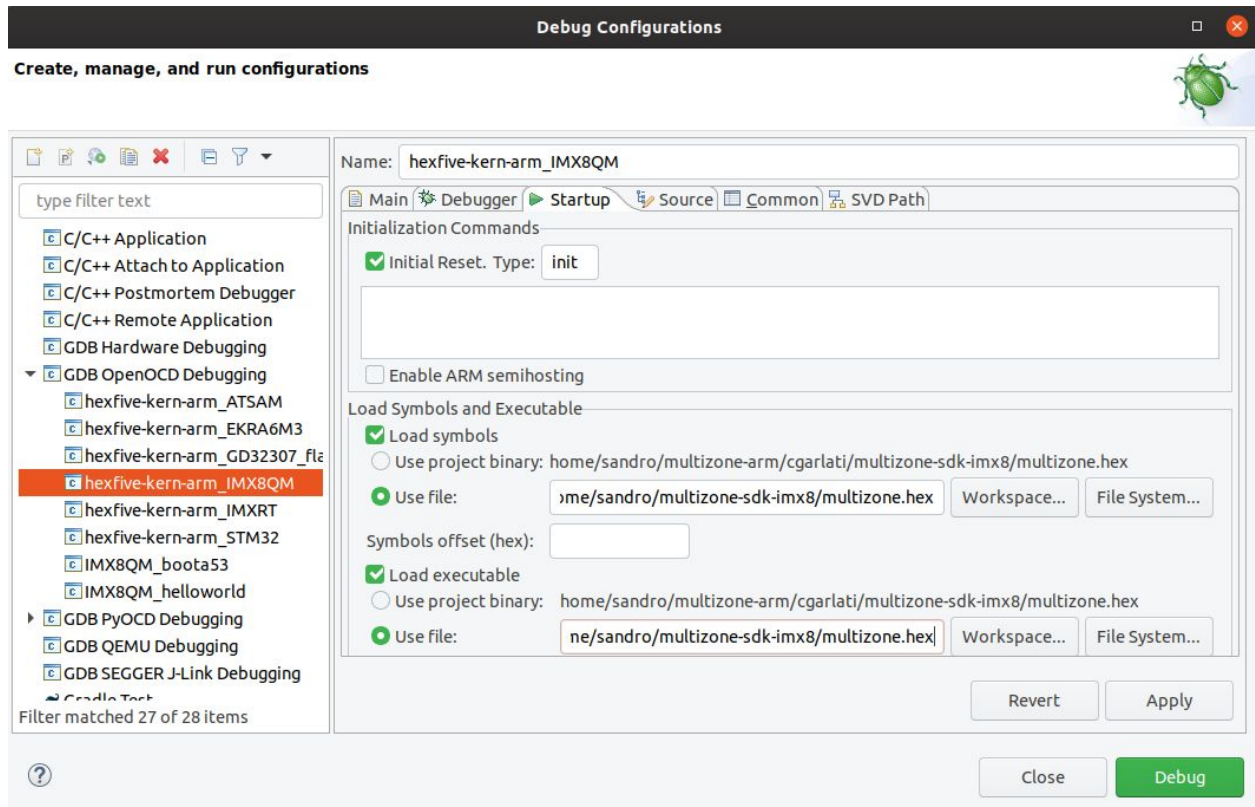 Debug Configurations
Create, manage, and run configurations
type filter text
C/C++ Application
C/C++ Attach to Application
C/C++ Postmortem Debugger
C/C++ Remote Application
GDB Hardware Debugging
GDB OpenOCD Debugging
hexfive-kern-arm_ATSAM
hexfive-kern-arm_EKRA6M3
hexfive-kern-arm_GD32307_fla
hexfive-kern-arm_IMX8QM
hexfive-kern-arm_IMXRT
hexfive-kern-arm_STM32
IMX8QM_boota53
IMX8QM_helloworld
GDB PyOCD Debugging
GDB QEMU Debugging
GDB SEGGER J-Link Debugging
Gradle Test
Filter matched 27 of 28 items
Name: hexfive-kern-arm_IMX8QM
Main Debugger Startup Source Common SVD Path
Initialization Commands
Initial Reset. Type: init
Enable ARM semihosting
Load Symbols and Executable
Load symbols
Use project binary: home/sandro/multizone-arm/cgarlati/multizone-sdk-imx8/multizone.hex
Use file: ome/sandro/multizone-sdk-imx8/multizone.hex Workspace... File System...
Symbols offset (hex):
Load executable
Use project binary: home/sandro/multizone-arm/cgarlati/multizone-sdk-imx8/multizone.hex
Use file: ne/sandro/multizone-sdk-imx8/multizone.hex Workspace... File System...
Revert Apply
Close Debug